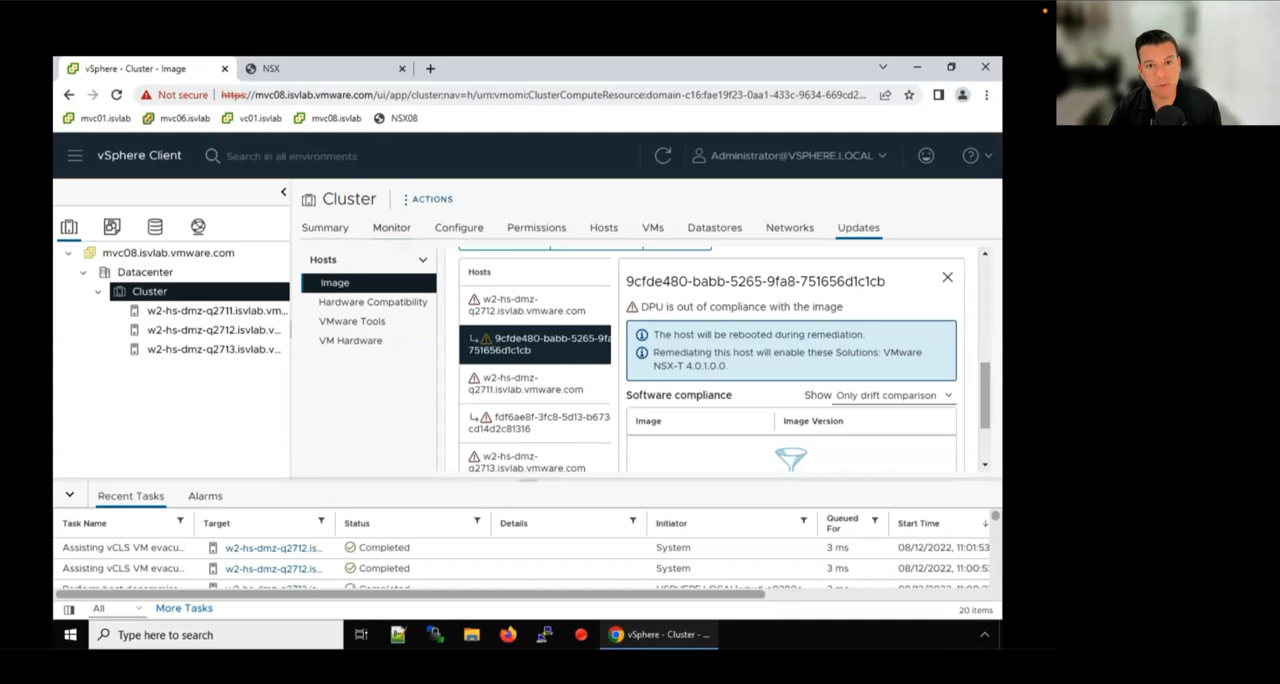 vSphere - Cluster - Image
NSX
Not secure
https://mvc08.isvlab.vmware.com/ui/app/cluster;nav=h/urn:vmomi:ClusterComputeResource:domain-c16:fae19f23-0aa1-433c-9634-669cd2...
mvc01.isvlab
mvc06.isvlab
vc01.isvlab
mvc08.isvlab
NSX08
vSphere Client
Search in all environments
Administrator@VSPHERE.LOCAL
Cluster
ACTIONS
Summary
Monitor
Configure
Permissions
Hosts
VMs
Datastores
Networks
Updates
mvc08.isvlab.vmware.com
Datacenter
Cluster
w2-hs-dmz-q2711.isvlab.vm...
w2-hs-dmz-q2712.isvlab.v...
w2-hs-dmz-q2713.isvlab.v...
Hosts
Image
Hardware Compatibility
VMware Tools
VM Hardware
Hosts
w2-hs-dmz-
q2712.isvlab.vmware.com
9cfde480-babb-5265-9fa
751656d1c1cb
w2-hs-dmz-
q2711.isvlab.vmware.com
fdf6ae8f-3fc8-5d13-b673-
cd14d2c81316
w2-hs-dmz-
q2713.isvlab.vmware.com
9cfde480-babb-5265-9fa8-751656d1c1cb
DPU is out of compliance with the image
The host will be rebooted during remediation.
Remediating this host will enable these Solutions: VMware
NSX-T 4.0.1.0.0.
Software compliance
Show Only drift comparison
Image
Image Version
Recent Tasks
Alarms
Task Name
Target
Status
Details
Initiator
Queued
For
Start Time
Assisting vCLS VM evacu...
w2-hs-dmz-q2712.is...
Completed
System
3 ms
08/12/2022, 11:01:53
Assisting vCLS VM evacu...
w2-hs-dmz-q2712.is...
Completed
System
3 ms
08/12/2022, 11:00:5
All
More Tasks
20 items
Type here to search
vSphere - Cluster - ...